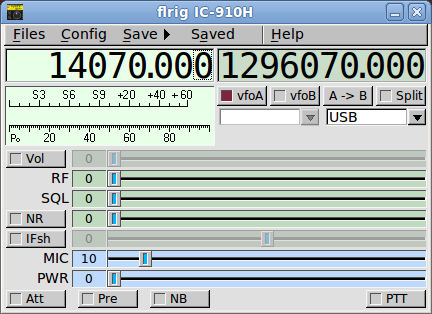 flrig IC-910H
Files Config Save Saved Help
14070.000 1296070.000
S3 S6 S9 +20 +40 +60
Po 20 40 60 80
vfoA vfoB A -> B Split
USB
Vol 0
RF 0
SQL 0
NR 0
IFsh 0
MIC 10
PWR 0
Att Pre NB PTT